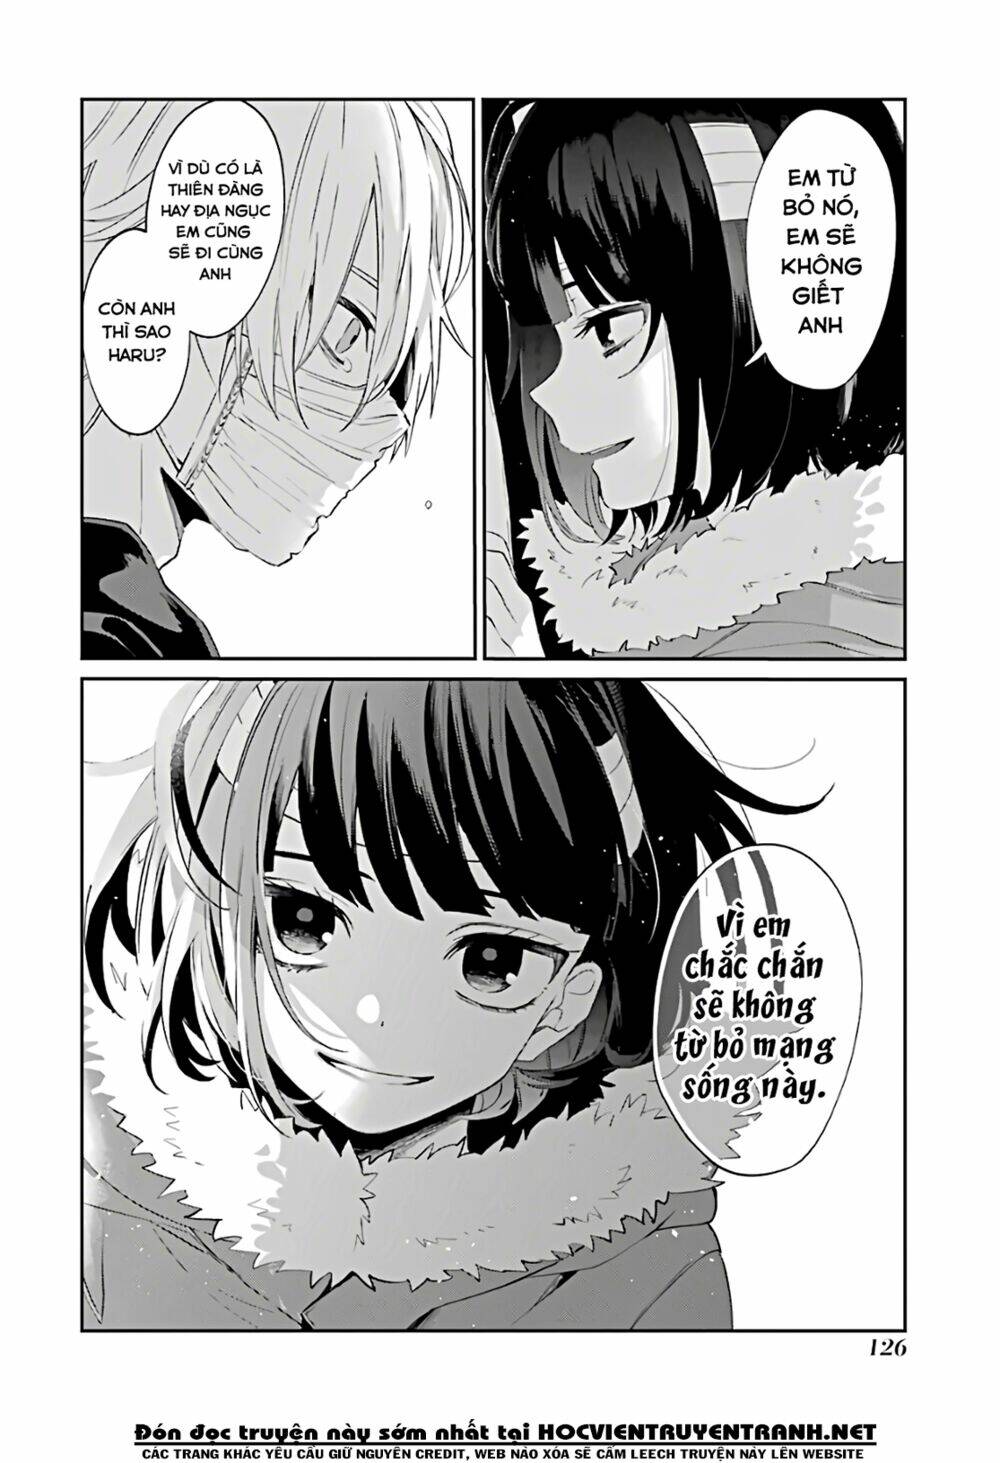 EM TỪ
BỎ NÓ,
EM SẼ
KHÔNG
GIẾT
ANH
VÌ DÙ CÓ LÀ
THIÊN ĐÀNG
HAY ĐỊA NGỤC
EM CŨNG
SẼ ĐI CÙNG
ANH
CÒN ANH
THÌ SAO
HARU?
Vì em
chắc chắn
sẽ không
từ bỏ mạng
sống này.
126
Đón đọc truyện này sớm nhất tại HOCVIENTRUYENTRANH.NET
CÁC TRANG KHÁC YÊU CẦU GIỮ NGUYÊN CREDIT, WEB NÀO XÓA SẼ CẤM LEECH TRUYỆN NÀY LÊN WEBSITE